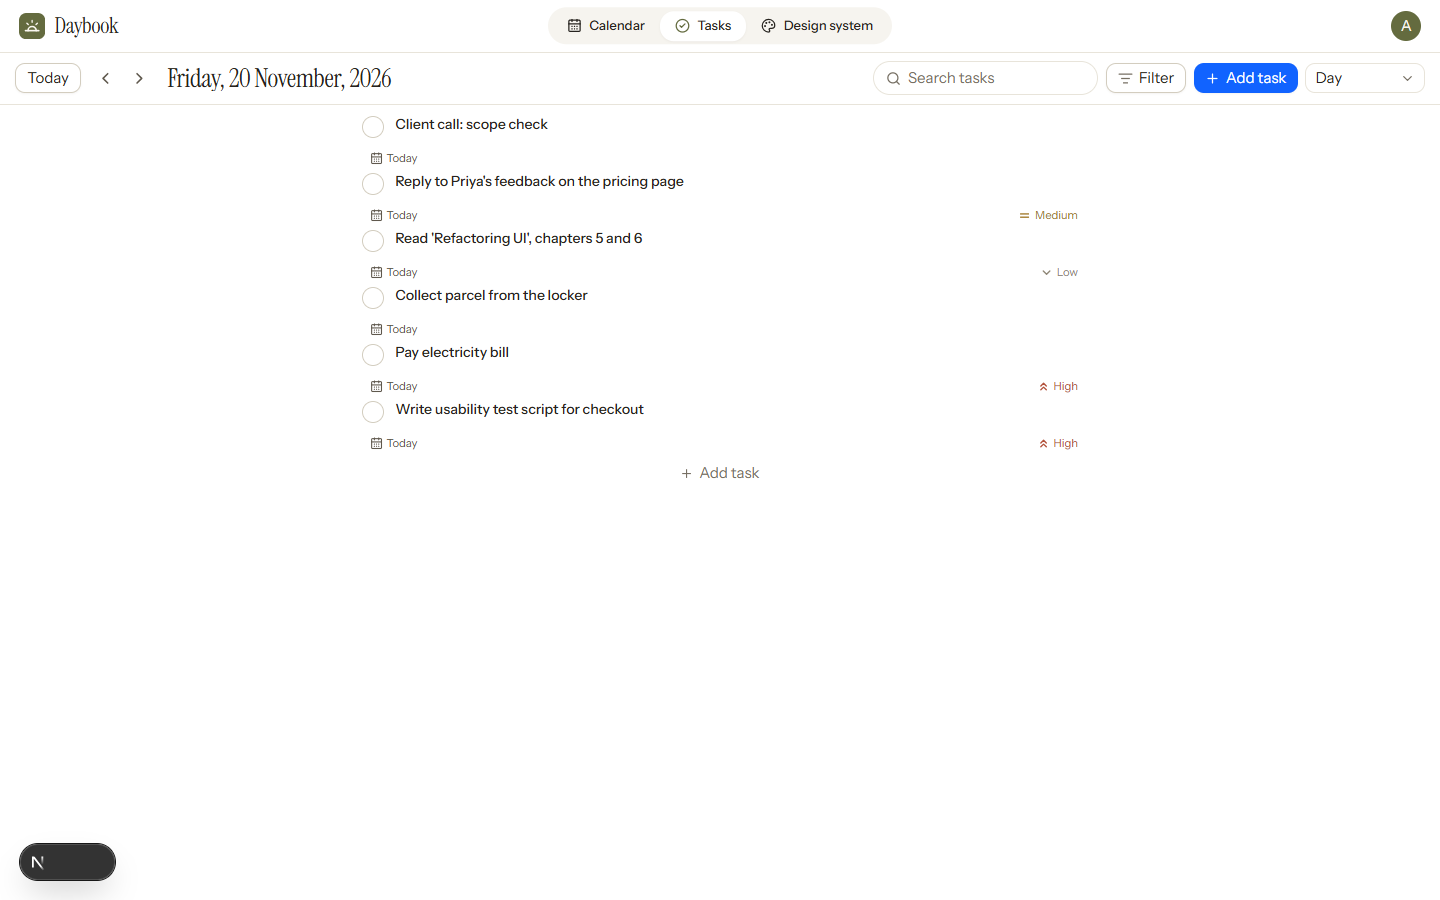 Daybook
Calendar
Tasks
Design system
A
Today
Friday, 20 November, 2026
Search tasks
Filter
Add task
Day
Client call: scope check
Today
Reply to Priya's feedback on the pricing page
Today
Medium
Read 'Refactoring UI', chapters 5 and 6
Today
Low
Collect parcel from the locker
Today
Pay electricity bill
Today
High
Write usability test script for checkout
Today
High
Add task
N